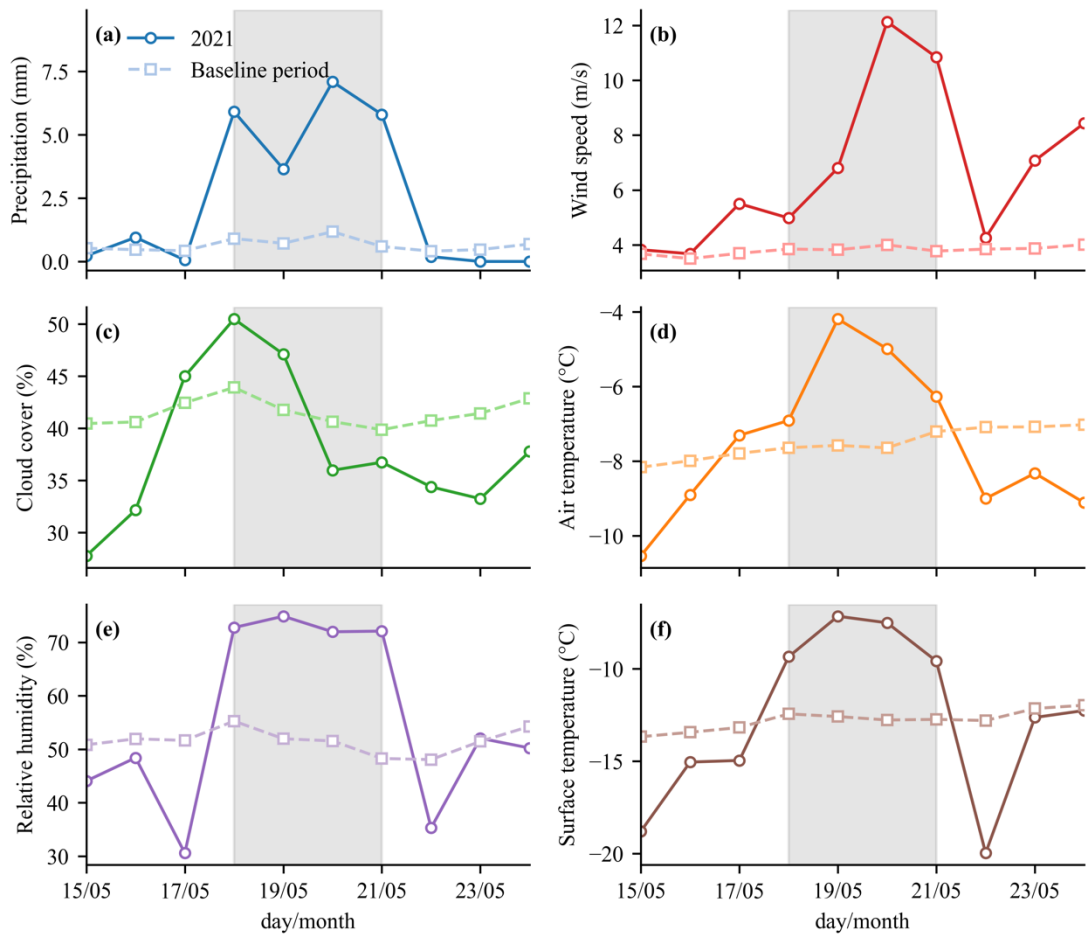 (a)
2021
Baseline period
Precipitation (mm)
7.5
5.0
2.5
0.0
(b)
Wind speed (m/s)
12
10
8
6
4
(c)
Cloud cover (%)
50
45
40
35
30
(d)
Air temperature (°C)
−4
−6
−8
−10
(e)
Relative humidity (%)
70
60
50
40
30
15/05 17/05 19/05 21/05 23/05
day/month
(f)
Surface temperature (°C)
−10
−15
−20
15/05 17/05 19/05 21/05 23/05
day/month